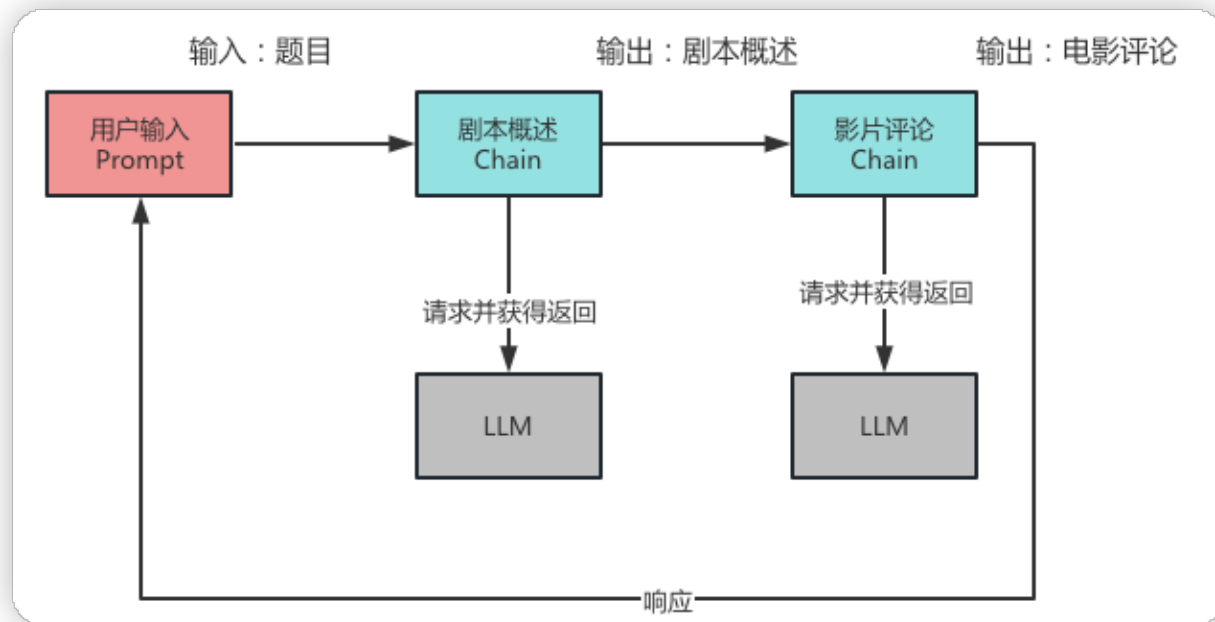 输入：题目
输出：剧本概述
输出：电影评论
用户输入
Prompt
剧本概述
Chain
影片评论
Chain
请求并获得返回
请求并获得返回
LLM
LLM
响应